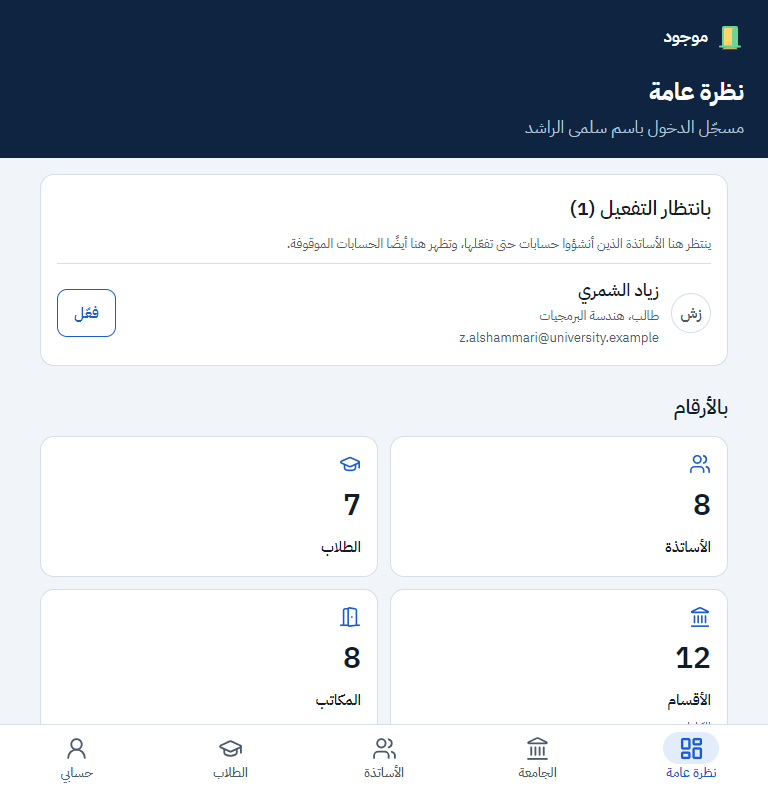 موجود
نظرة عامة
مسجّل الدخول باسم سلمى الراشد
بانتظار التفعيل (1)
ينتظر هنا الأساتذة الذين أنشؤوا حسابات حتى تفعّلها، وتظهر هنا أيضًا الحسابات الموقوفة.
زش
زياد الشمري
طالب، هندسة البرمجيات
z.alshammari@university.example
فعّل
بالأرقام
8
الأساتذة
7
الطلاب
12
الأقسام
8
المكاتب
نظرة عامة
الجامعة
الأساتذة
الطلاب
حسابي